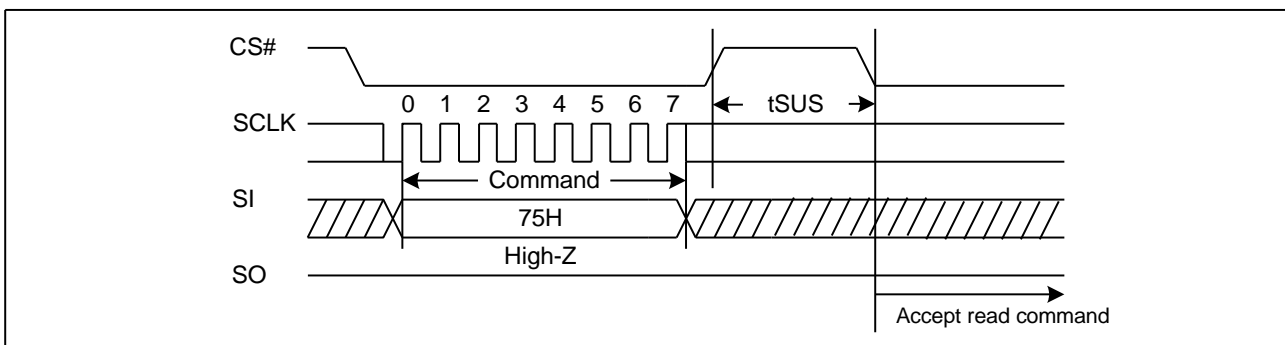 CS#
0 1 2 3 4 5 6 7
tSUS
SCLK
Command
SI
75H
High-Z
SO
Accept read command